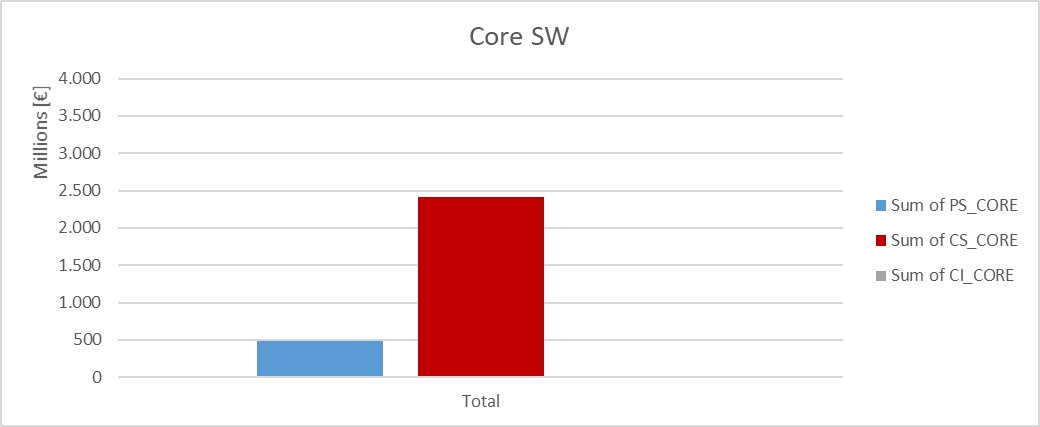 Core SW
Millions [€]
4.000
3.500
3.000
2.500
2.000
1.500
1.000
500
0
Total
Sum of PS_CORE
Sum of CS_CORE
Sum of CI_CORE